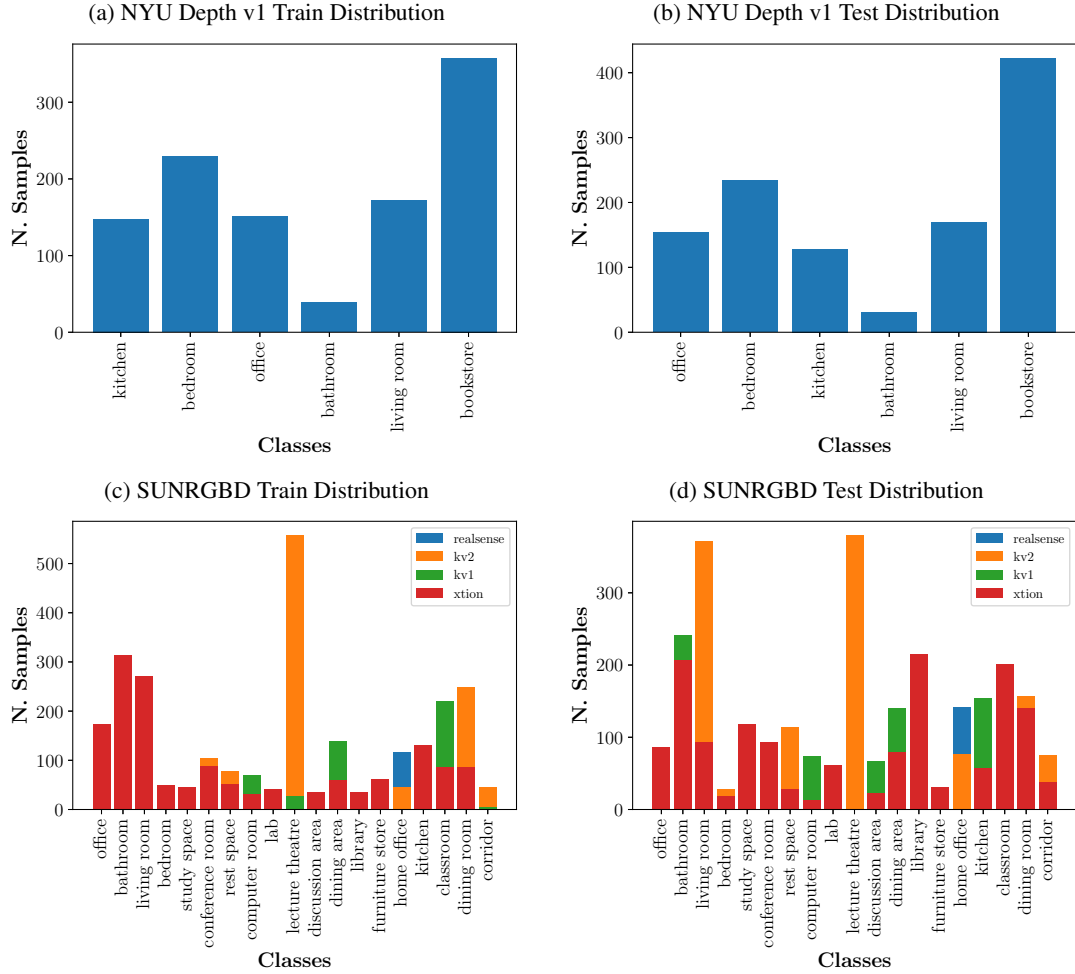 (a) NYU Depth v1 Train Distribution
N. Samples
300
200
100
0
kitchen
bedroom
office
bathroom
living room
bookstore
Classes
(b) NYU Depth v1 Test Distribution
N. Samples
400
300
200
100
0
office
bedroom
kitchen
bathroom
living room
bookstore
Classes
(c) SUNRGBD Train Distribution
N. Samples
500
400
300
200
100
0
realsense
kv2
kv1
xtion
office
bathroom
living room
bedroom
study space
conference room
rest space
computer room
lab
lecture theatre
discussion area
dining area
library
furniture store
home office
kitchen
classroom
dining room
corridor
Classes
(d) SUNRGBD Test Distribution
N. Samples
300
200
100
0
realsense
kv2
kv1
xtion
office
bathroom
living room
bedroom
study space
conference room
rest space
computer room
lab
lecture theatre
discussion area
dining area
library
furniture store
home office
kitchen
classroom
dining room
corridor
Classes